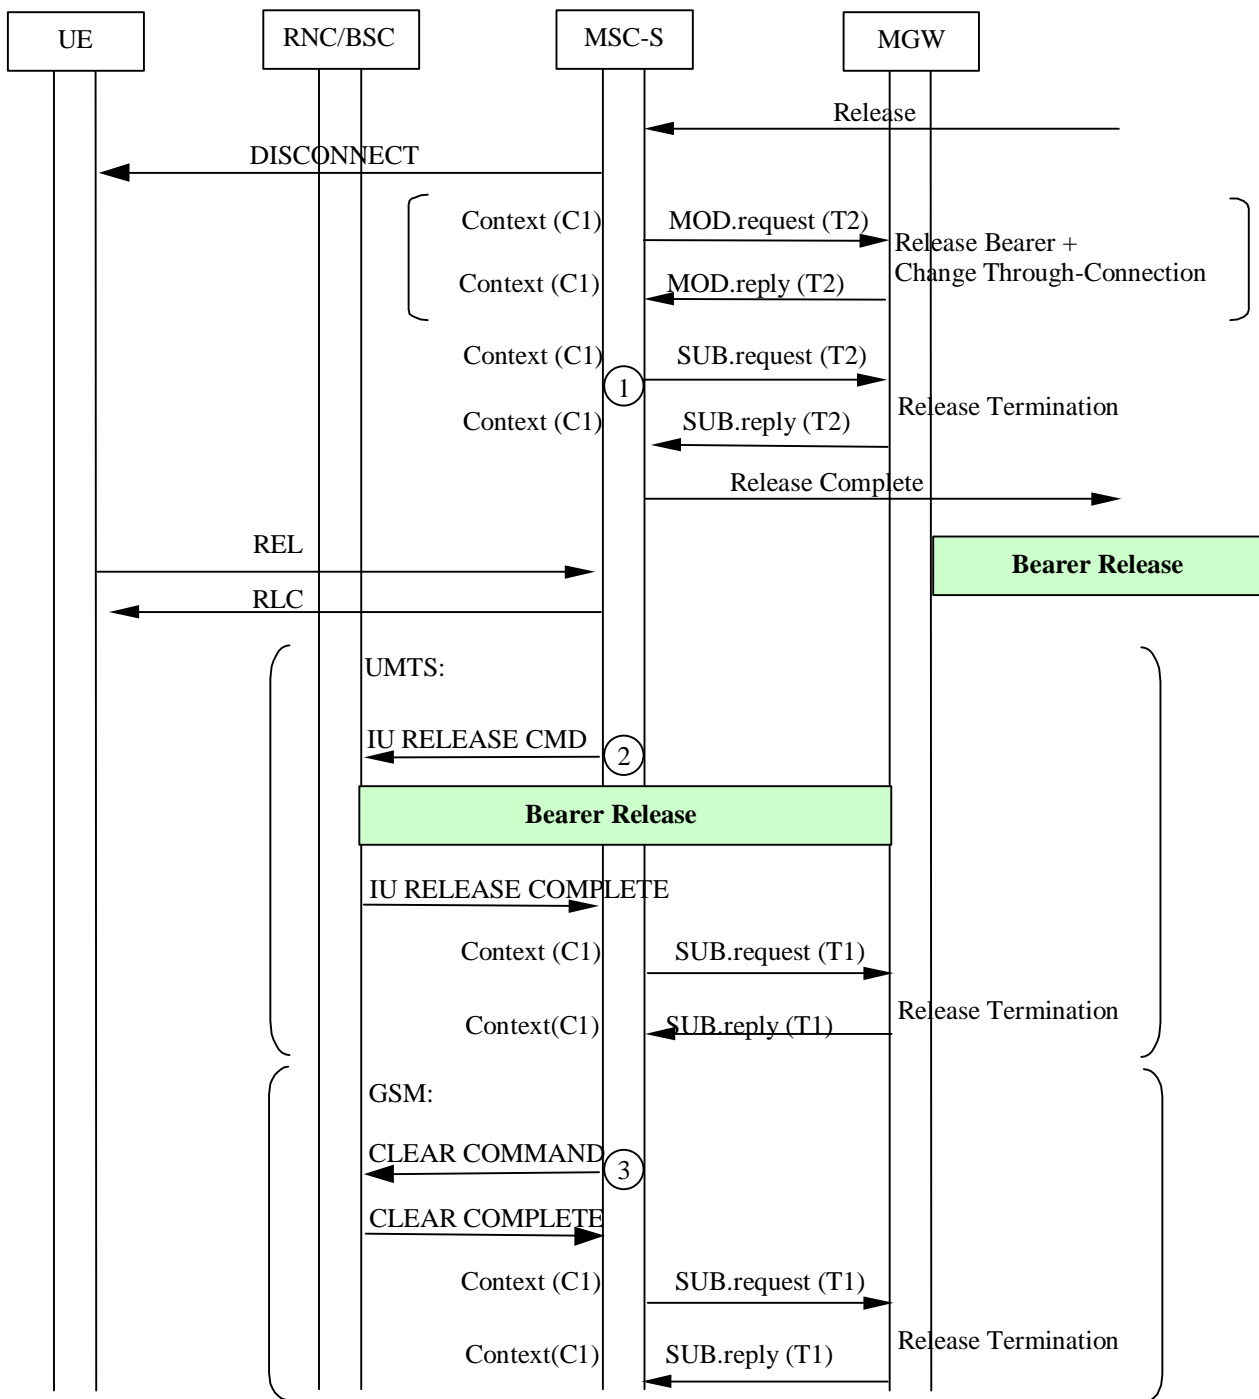 UE
RNC/BSC
MSC-S
MGW
Release
DISCONNECT
Context (C1)
MOD.request (T2)
Release Bearer +
Change Through-Connection
Context (C1)
MOD.reply (T2)
Context (C1)
SUB.request (T2)
1
Release Termination
Context (C1)
SUB.reply (T2)
Release Complete
REL
Bearer Release
RLC
UMTS:
IU RELEASE CMD
2
Bearer Release
IU RELEASE COMPLETE
Context (C1)
SUB.request (T1)
Release Termination
Context(C1)
SUB.reply (T1)
GSM:
CLEAR COMMAND
3
CLEAR COMPLETE
Context (C1)
SUB.request (T1)
Release Termination
Context(C1)
SUB.reply (T1)